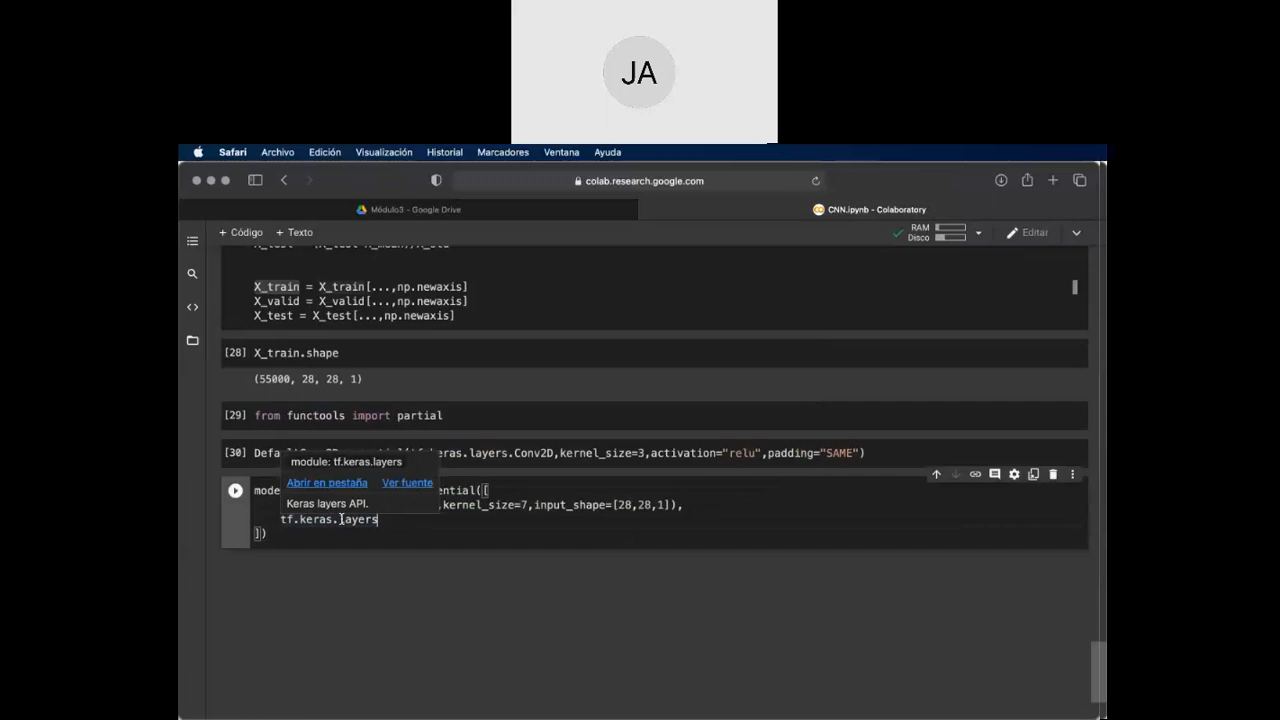 JA
Safari Archivo Edición Visualización Historial Marcadores Ventana Ayuda
colab.research.google.com
Módulo3 - Google Drive
CNN.ipynb - Colaboratory
+ Código + Texto
RAM
Disco
Editar
X_train = X_train[...,np.newaxis]
X_valid = X_valid[...,np.newaxis]
X_test = X_test[...,np.newaxis]
[28] X_train.shape
(55000, 28, 28, 1)
[29] from functools import partial
[30] Defau tf.keras.layers.Conv2D,kernel_size=3,activation="relu",padding="SAME")
module: tf.keras.layers
Abrir en pestaña Ver fuente
Keras layers API.
mode ential([
,kernel_size=7,input_shape=[28,28,1]),
tf.keras.layers
])